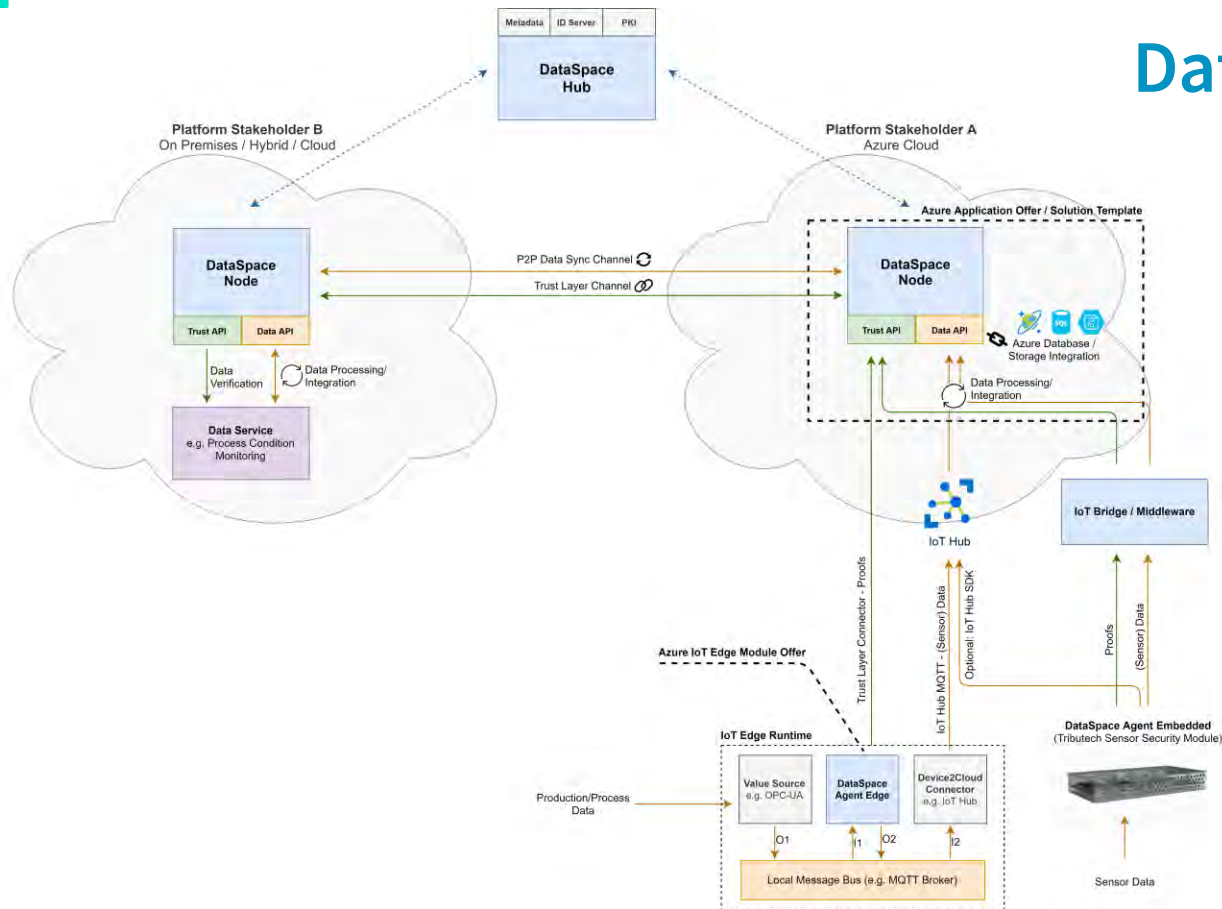 Metadata
ID Server
PKI
Dat
DataSpace
Hub
Platform Stakeholder B
On Premises / Hybrid / Cloud
Platform Stakeholder A
Azure Cloud
Azure Application Offer / Solution Template
DataSpace
Node
P2P Data Sync Channel
Trust Layer Channel
DataSpace
Node
Trust API
Data API
Trust API
Data API
Azure Database /
Storage Integration
SQL
Data
Verification
Data Processing/
Integration
Data Processing/
Integration
Data Service
e.g. Process Condition
Monitoring
IoT Hub
IoT Bridge / Middleware
Trust Layer Connector - Proofs
IoT Hub MQTT - (Sensor) Data
Optional: IoT Hub SDK
Proofs
(Sensor) Data
Azure IoT Edge Module Offer
DataSpace Agent Embedded
(Tributech Sensor Security Module)
IoT Edge Runtime
Value Source
e.g. OPC-UA
DataSpace
Agent Edge
Device2Cloud
Connector
e.g. IoT Hub
Production/Process
Data
O1
I1
O2
I2
Local Message Bus (e.g. MQTT Broker)
Sensor Data